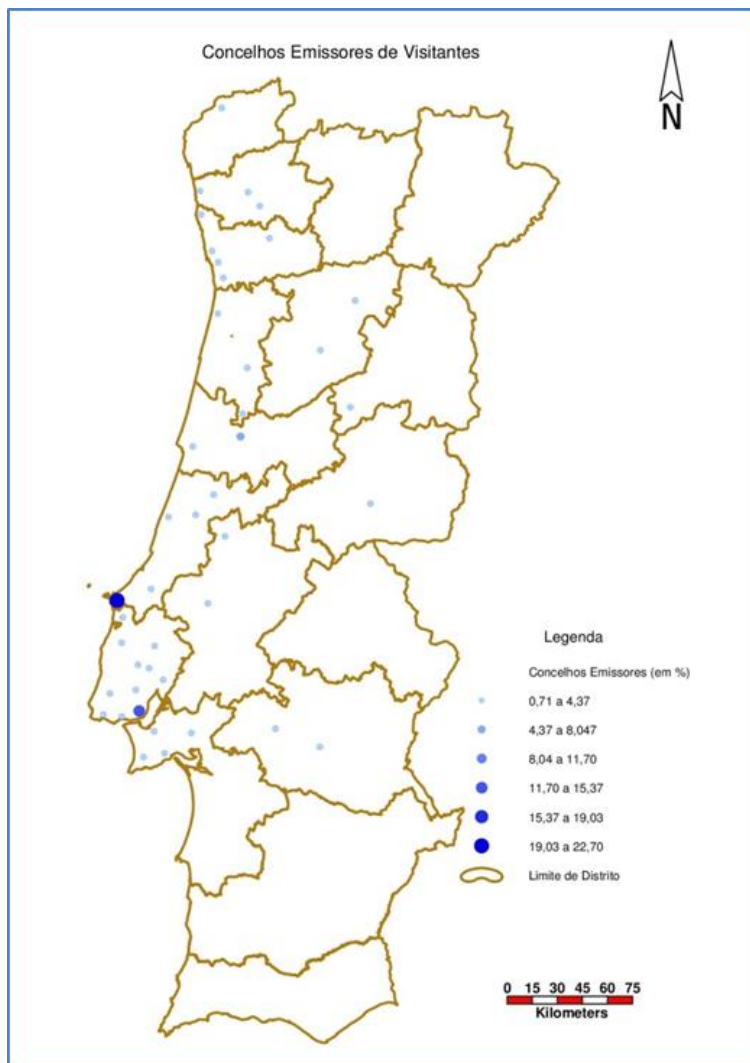 Concelhos Emissores de Visitantes
N
Legenda
Concelhos Emissores (em %)
0,71 a 4,37
4,37 a 8,047
8,04 a 11,70
11,70 a 15,37
15,37 a 19,03
19,03 a 22,70
Limite de Distrito
0 15 30 45 60 75
Kilometers